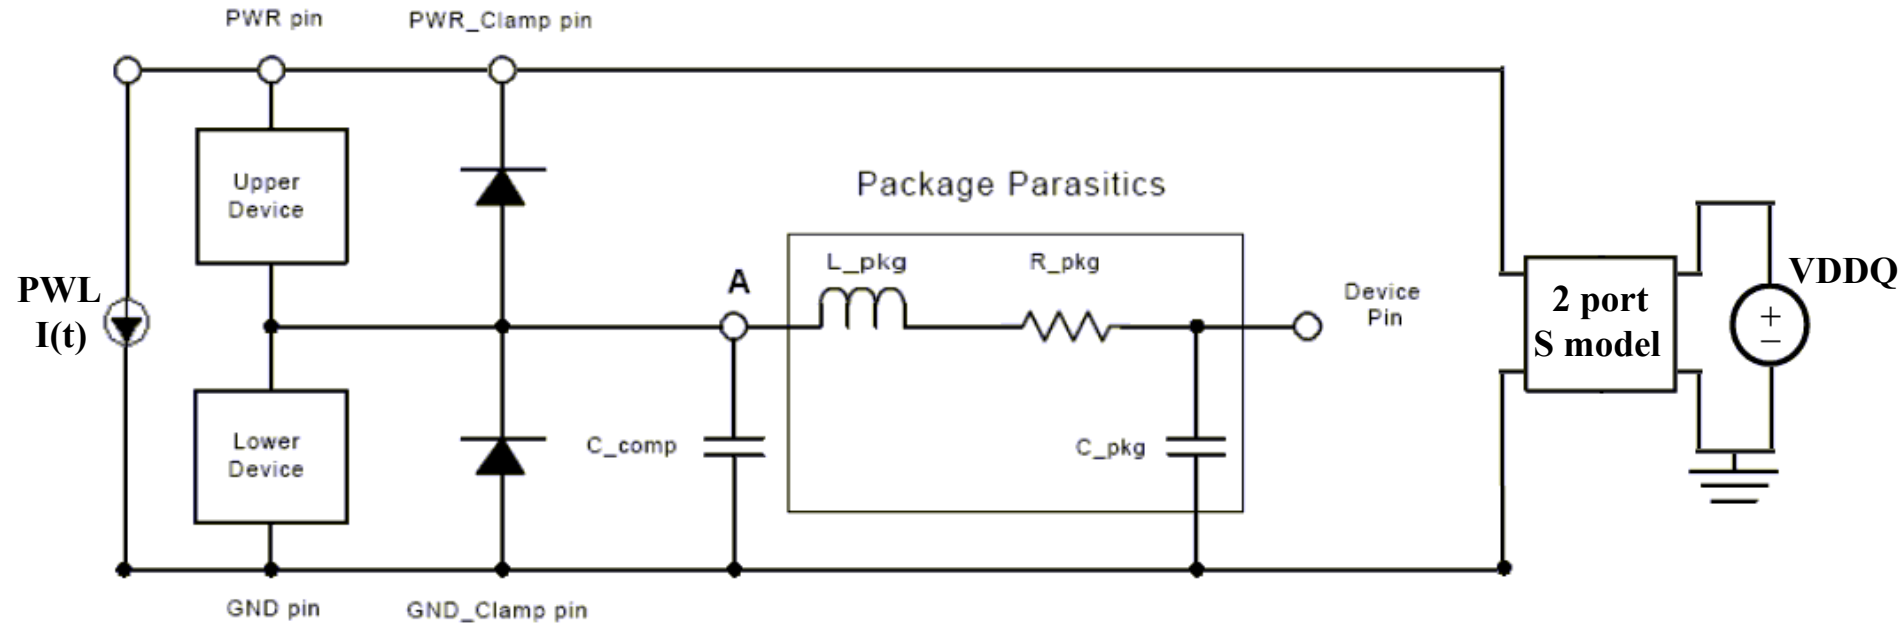 PWR pin
PWR_Clamp pin
Upper
Device
Package Parasitics
L_pkg
R_pkg
A
Device
Pin
VDDQ
PWL
I(t)
2 port
S model
+
−
Lower
Device
C_comp
C_pkg
GND pin
GND_Clamp pin